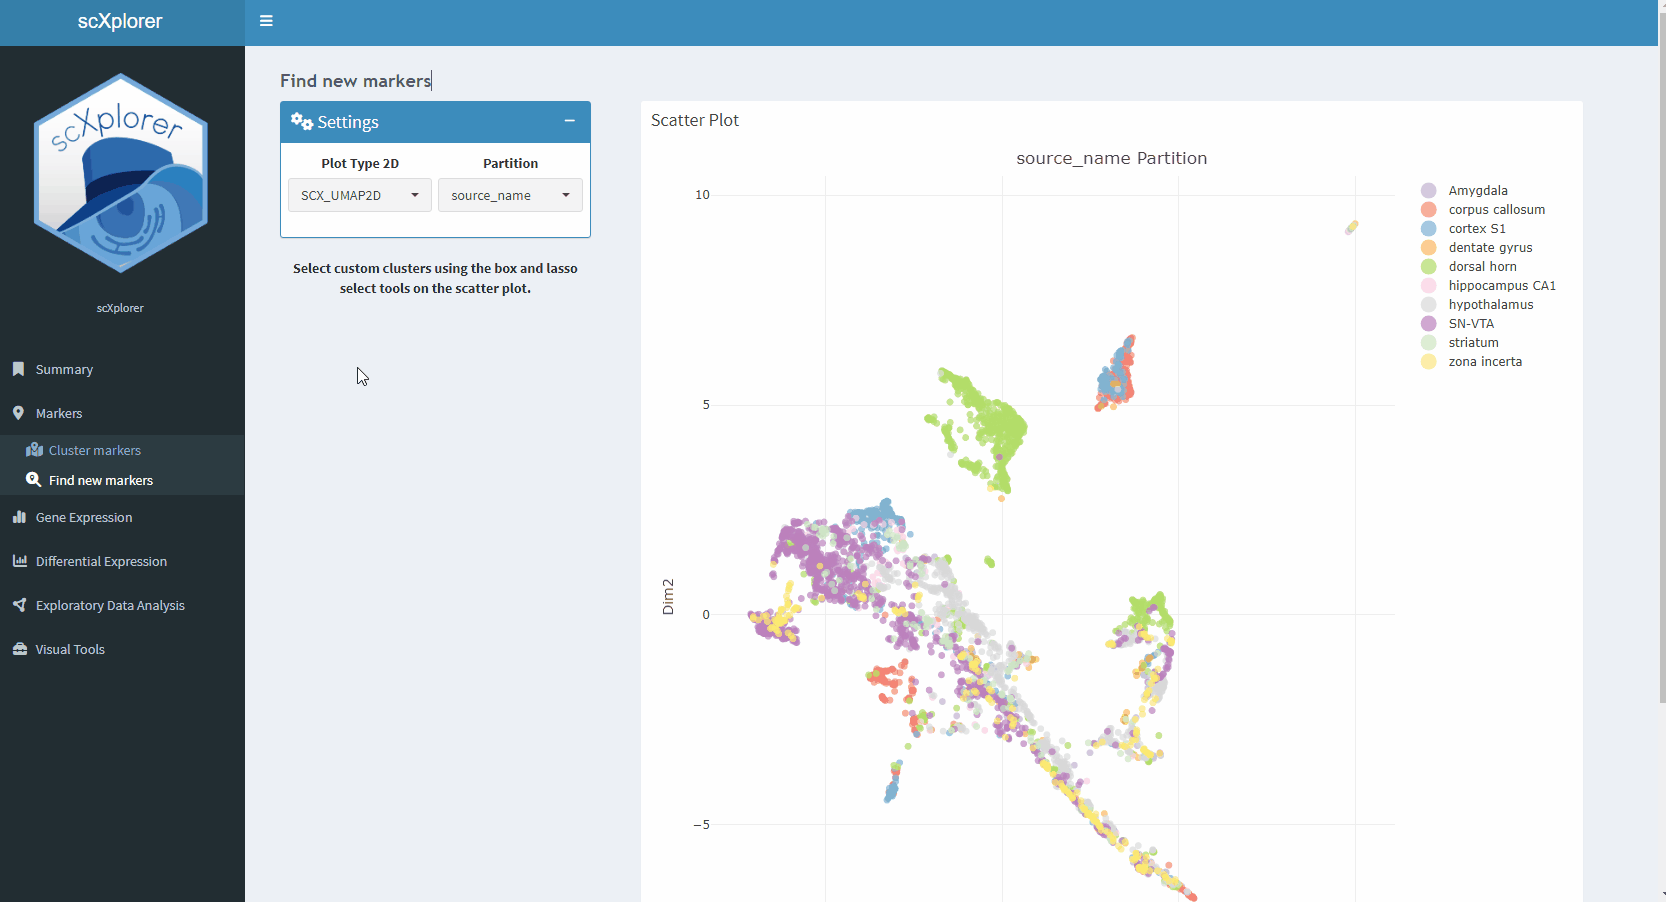 scXplorer
scXplorer
scXplorer
Summary
Markers
Cluster markers
Find new markers
Gene Expression
Differential Expression
Exploratory Data Analysis
Visual Tools
Find new markers
Settings
Plot Type 2D
Partition
SCX_UMAP2D
source_name
Select custom clusters using the box and lasso
select tools on the scatter plot.
Scatter Plot
source_name Partition
10
5
0
−5
Dim2
Amygdala
corpus callosum
cortex S1
dentate gyrus
dorsal horn
hippocampus CA1
hypothalamus
SN-VTA
striatum
zona incerta